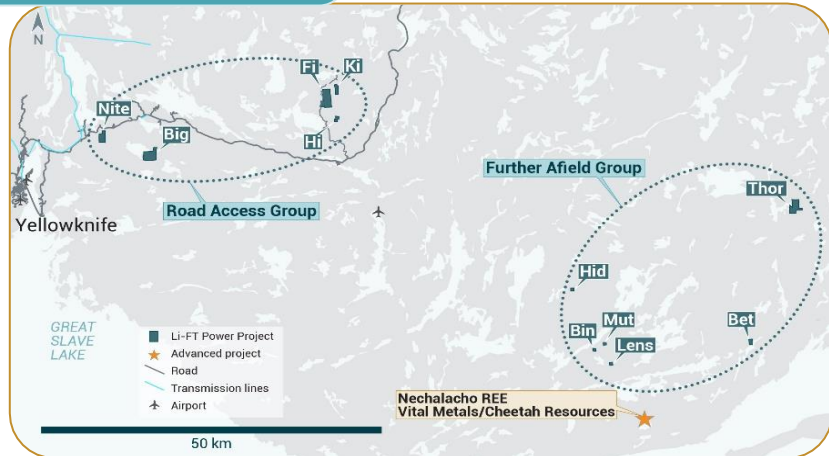 N
Fi
Ki
Nite
Big
Hi
Further Afield Group
Thor
Road Access Group
Yellowknife
Hid
GREAT
SLAVE
LAKE
Li-FT Power Project
Advanced project
Road
Transmission lines
Airport
Mut
Bin
Lens
Bet
Nechalacho REE
Vital Metals/Cheetah Resources
50 km